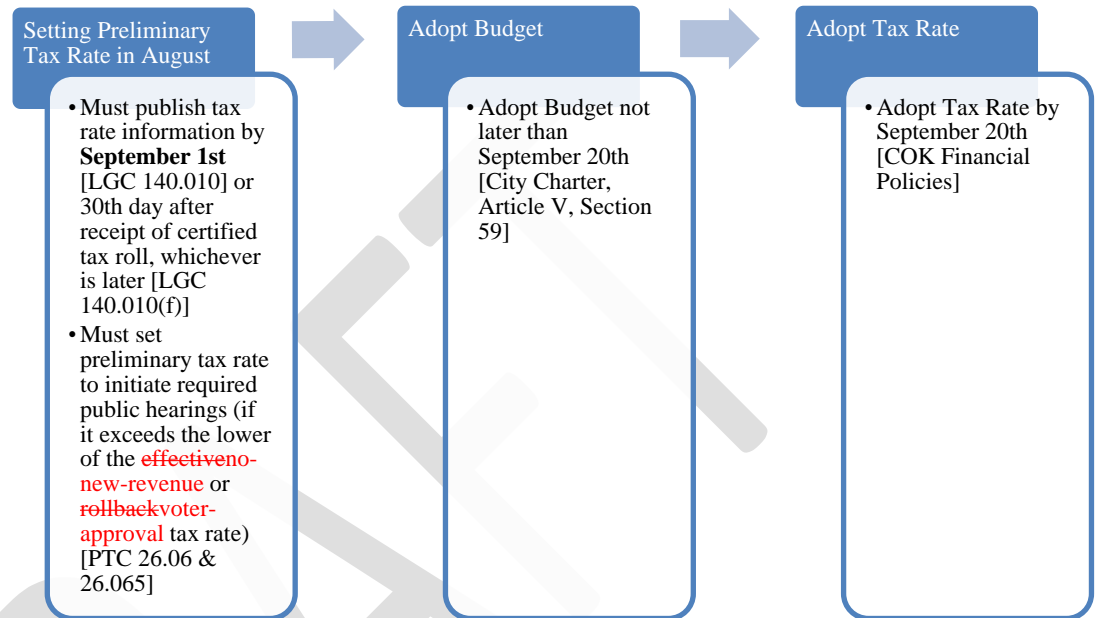 Setting Preliminary
Tax Rate in August
• Must publish tax
rate information by
September 1st
[LGC 140.010] or
30th day after
receipt of certified
tax roll, whichever
is later [LGC
140.010(f)]
• Must set
preliminary tax rate
to initiate required
public hearings (if
it exceeds the lower
of the effectiveno-
new-revenue or
rollbackvoter-
approval tax rate)
[PTC 26.06 &
26.065]
Adopt Budget
• Adopt Budget not
later than
September 20th
[City Charter,
Article V, Section
59]
Adopt Tax Rate
• Adopt Tax Rate by
September 20th
[COK Financial
Policies]